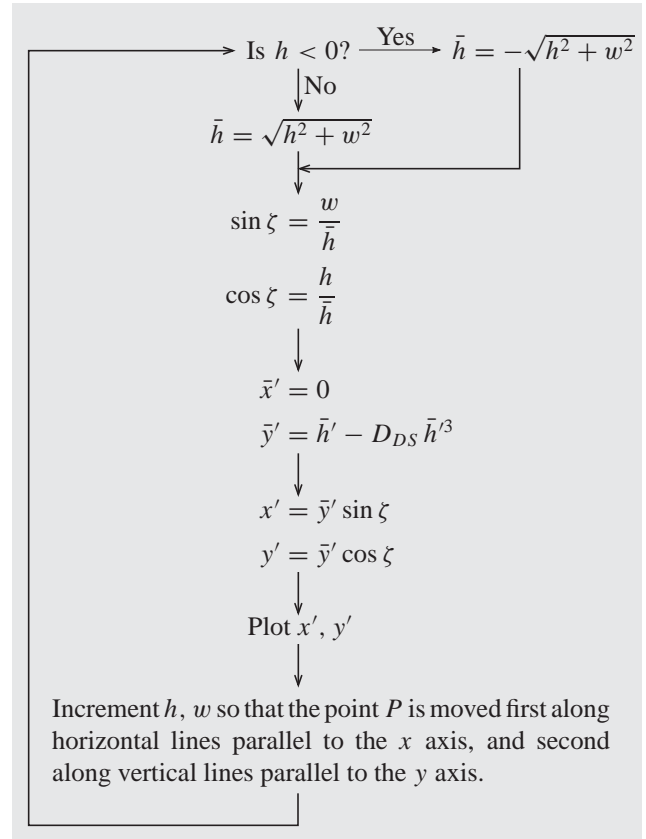 Is h < 0? Yes h̄ = −√(h² + w²)
No
h̄ = √(h² + w²)
sin ζ = w/h̄
cos ζ = h/h̄
x̄′ = 0
ȳ′ = h̄′ − D_DS h̄′³
x′ = ȳ′ sin ζ
y′ = ȳ′ cos ζ
Plot x′, y′
Increment h, w so that the point P is moved first along
horizontal lines parallel to the x axis, and second
along vertical lines parallel to the y axis.